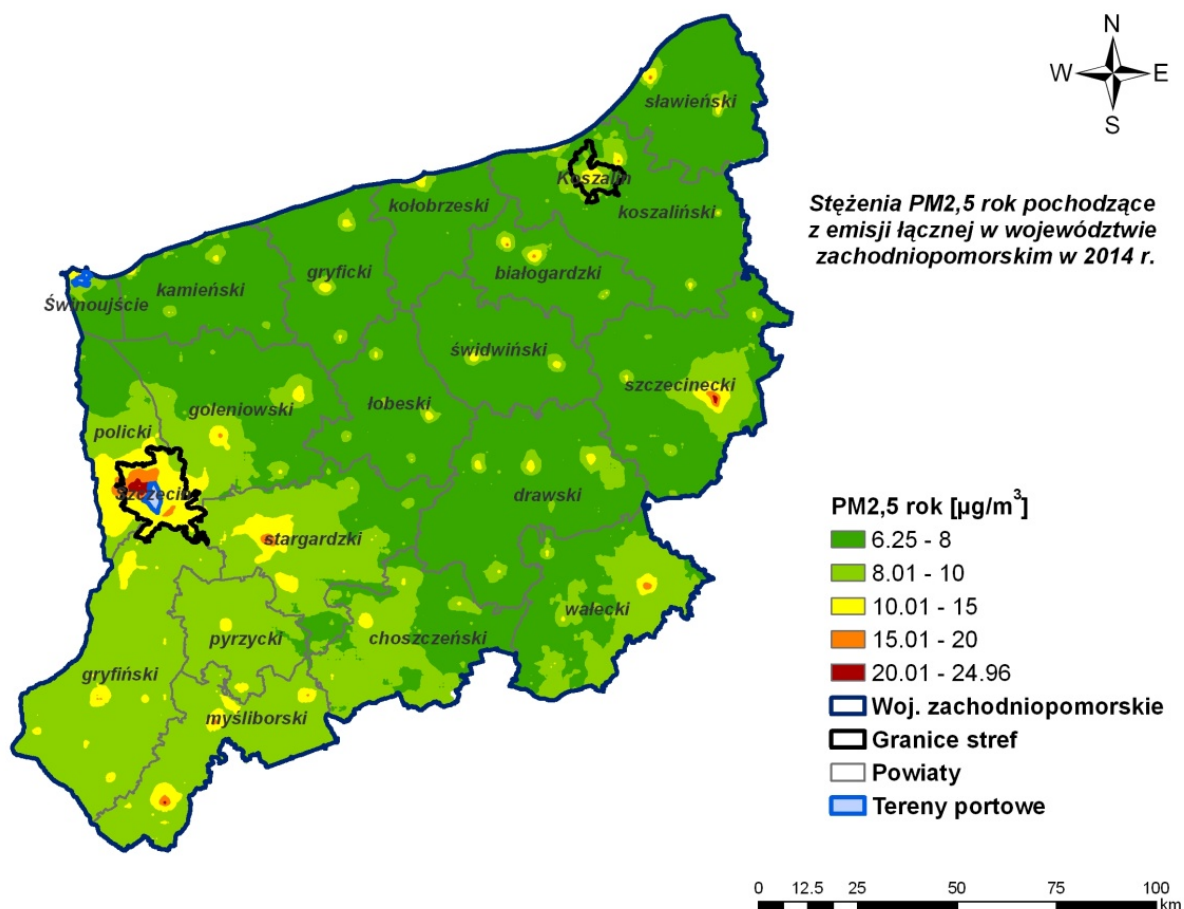 N
W E
S
sławieński
Koszalin
koszaliński
Stężenia PM2,5 rok pochodzące
z emisji łącznej w województwie
zachodniopomorskim w 2014 r.
kołobrzeski
białogardzki
gryficki
kamieński
Świnoujście
świdwiński
szczecinecki
łobeski
goleniowski
policki
Szczecin
drawski
stargardzki
wałecki
choszczeński
pyrzycki
gryfiński
myśliborski
PM2,5 rok [µg/m³]
6.25 - 8
8.01 - 10
10.01 - 15
15.01 - 20
20.01 - 24.96
Woj. zachodniopomorskie
Granice stref
Powiaty
Tereny portowe
0 12.5 25 50 75 100
km